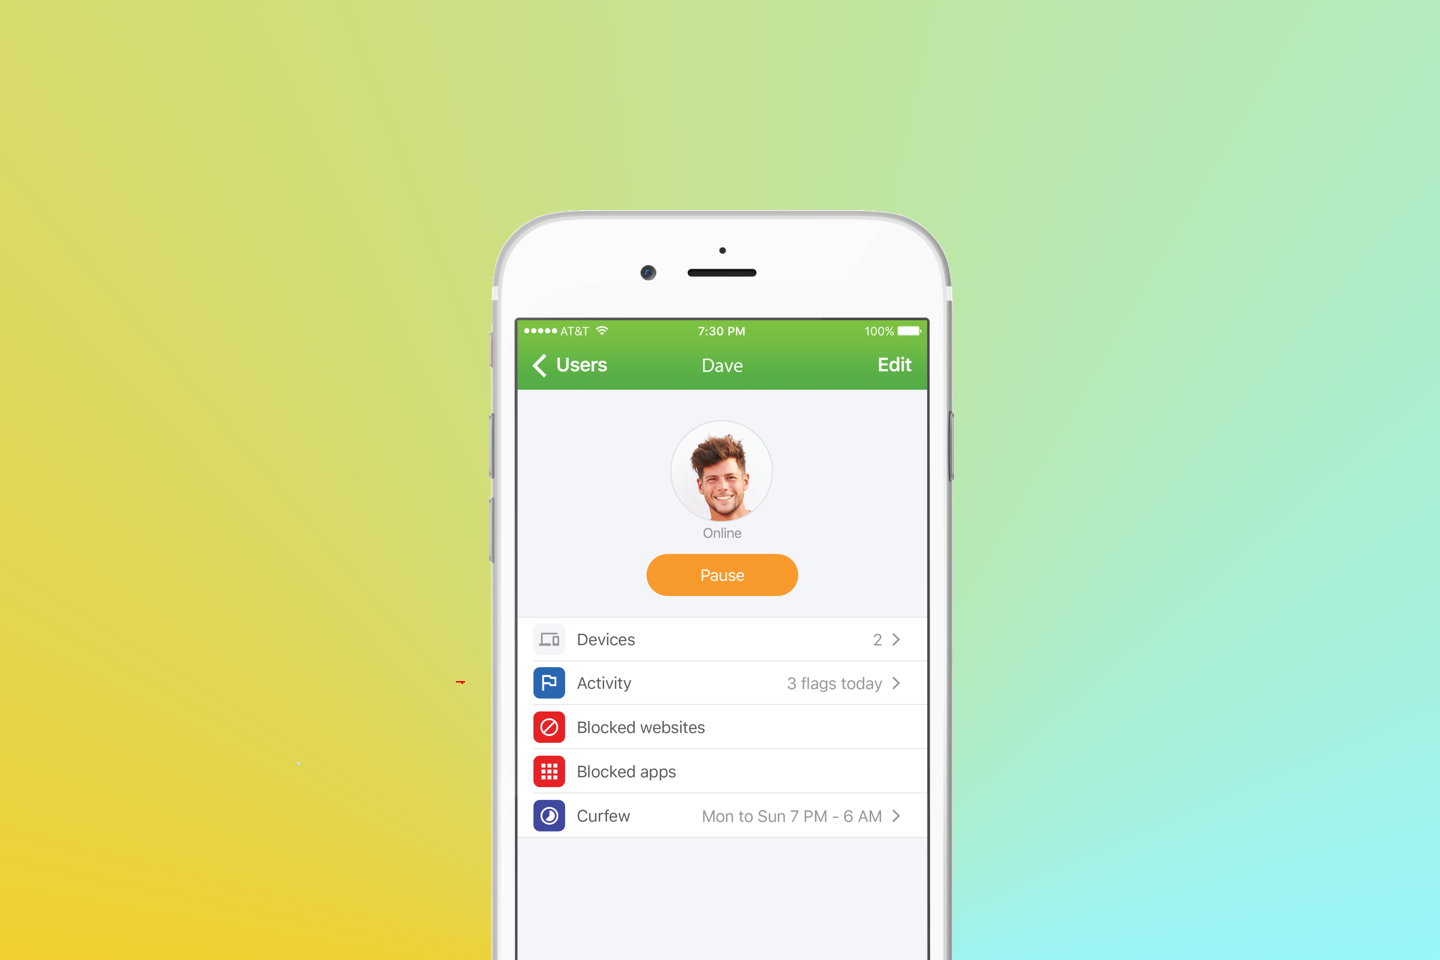 AT&T 7:30 PM 100%
Users Dave Edit
Online
Pause
Devices 2
Activity 3 flags today
Blocked websites
Blocked apps
Curfew Mon to Sun 7 PM - 6 AM